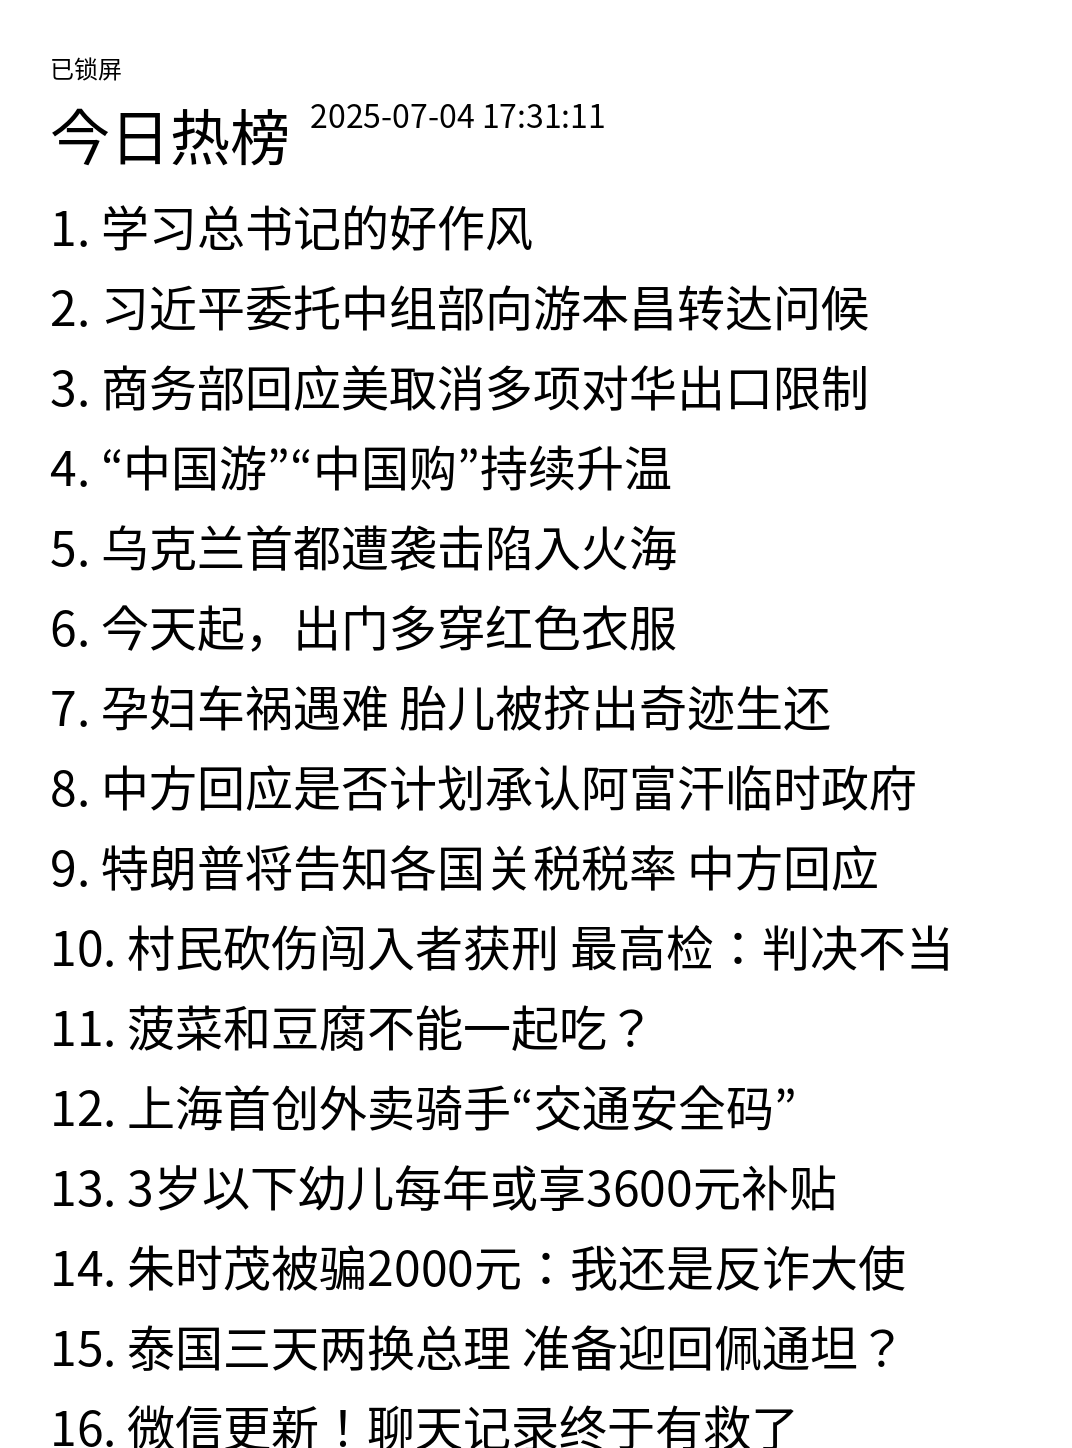 已锁屏
今日热榜 2025-07-04 17:31:11
1. 学习总书记的好作风
2. 习近平委托中组部向游本昌转达问候
3. 商务部回应美取消多项对华出口限制
4. “中国游”“中国购”持续升温
5. 乌克兰首都遭袭击陷入火海
6. 今天起，出门多穿红色衣服
7. 孕妇车祸遇难 胎儿被挤出奇迹生还
8. 中方回应是否计划承认阿富汗临时政府
9. 特朗普将告知各国关税税率 中方回应
10. 村民砍伤闯入者获刑 最高检：判决不当
11. 菠菜和豆腐不能一起吃？
12. 上海首创外卖骑手“交通安全码”
13. 3岁以下幼儿每年或享3600元补贴
14. 朱时茂被骗2000元：我还是反诈大使
15. 泰国三天两换总理 准备迎回佩通坦？
16. 微信更新！聊天记录终于有救了